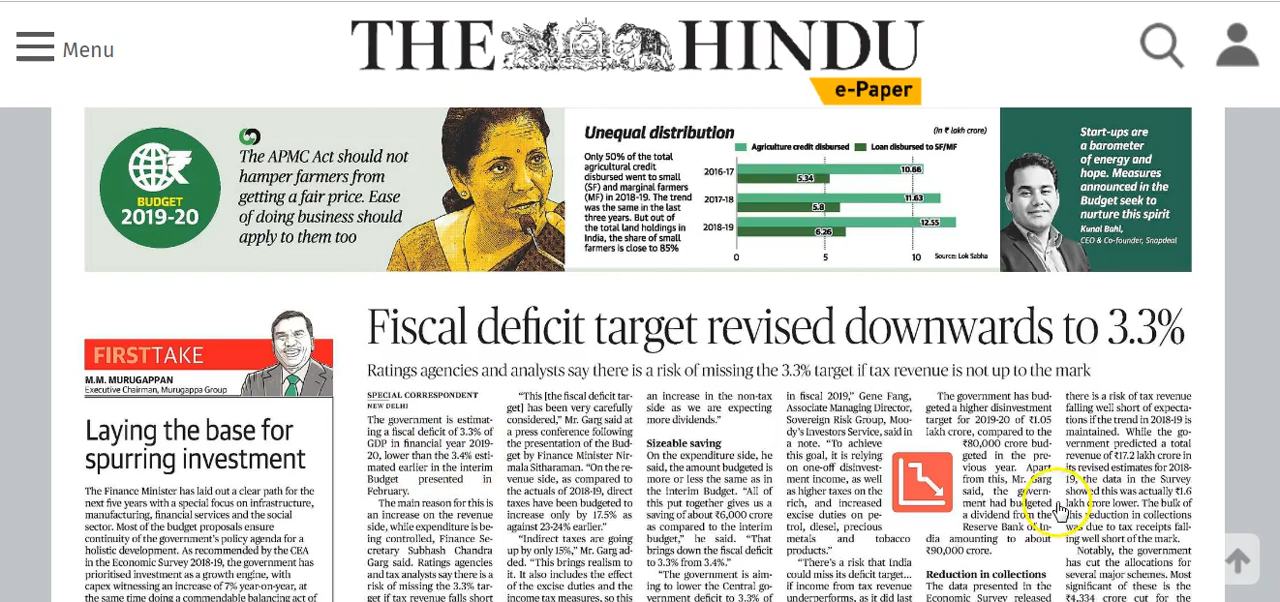 Menu
THE HINDU
e-Paper
BUDGET
2019-20
The APMC Act should not
hamper farmers from
getting a fair price. Ease
of doing business should
apply to them too
Unequal distribution
(In ₹ lakh crore)
Only 50% of the total
agricultural credit
disbursed went to small
(SF) and marginal farmers
(MF) in 2018-19. The trend
was the same in the last
three years. But out of
the total land holdings in
India, the share of small
farmers is close to 85%
Agriculture credit disbursed
Loan disbursed to SF/MF
2016-17
10.66
5.34
2017-18
11.63
5.8
2018-19
12.55
6.26
0
5
10
Source: Lok Sabha
Start-ups are
a barometer
of energy and
hope. Measures
announced in the
Budget seek to
nurture this spirit
Kunal Bahl,
CEO & Co-founder, Snapdeal
FIRSTTAKE
M.M. MURUGAPPAN
Executive Chairman, Murugappa Group
Laying the base for
spurring investment
The Finance Minister has laid out a clear path for the
next five years with a special focus on infrastructure,
manufacturing, financial services and the social
sector. Most of the budget proposals ensure
continuity of the government's policy agenda for a
holistic development. As recommended by the CEA
in the Economic Survey 2018-19, the government has
prioritised investment as a growth engine, with
capex witnessing an increase of 7% year-on-year, at
the same time doing a commendable balancing act of
Fiscal deficit target revised downwards to 3.3%
Ratings agencies and analysts say there is a risk of missing the 3.3% target if tax revenue is not up to the mark
SPECIAL CORRESPONDENT
NEW DELHI
The government is estimat-
ing a fiscal deficit of 3.3% of
GDP in financial year 2019-
20, lower than the 3.4% esti-
mated earlier in the interim
Budget presented in
February.
The main reason for this is
an increase on the revenue
side, while expenditure is be-
ing controlled, Finance Se-
cretary Subhash Chandra
Garg said. Ratings agencies
and tax analysts say there is a
risk of missing the 3.3% tar-
get if tax revenue falls short
"This [the fiscal deficit tar-
get] has been very carefully
considered," Mr. Garg said at
a press conference following
the presentation of the Bud-
get by Finance Minister Nir-
mala Sitharaman. "On the re-
venue side, as compared to
the actuals of 2018-19, direct
taxes have been budgeted to
increase only by 17.5% as
against 23-24% earlier."
"Indirect taxes are going
up by only 15%," Mr. Garg ad-
ded. "This brings realism to
it. It also includes the effect
of the excise duties and the
income tax measures, so this
an increase in the non-tax
side as we are expecting
more dividends."
Sizeable saving
On the expenditure side, he
said, the amount budgeted is
more or less the same as in
the interim Budget. "All of
this put together gives us a
saving of about ₹6,000 crore
as compared to the interim
budget," he said. "That
brings down the fiscal deficit
to 3.3% from 3.4%."
"The government is aim-
ing to lower the Central go-
vernment deficit to 3.3% of
in fiscal 2019," Gene Fang,
Associate Managing Director,
Sovereign Risk Group, Moo-
dy's Investors Service, said in
a note. "To achieve
this goal, it is relying
on one-off disinvest-
ment income, as well
as higher taxes on the
rich, and increased
excise duties on pe-
trol, diesel, precious
metals and tobacco
products."
"There's a risk that India
could miss its deficit target...
if income from tax revenue
underperforms, as it did last
The government has bud-
geted a higher disinvestment
target for 2019-20 of ₹1.05
lakh crore, compared to the
₹80,000 crore bud-
geted in the pre-
vious year. Apart
from this, Mr. Garg
said, the govern-
ment had budgeted
a dividend from the
Reserve Bank of In-
dia amounting to about
₹90,000 crore.
Reduction in collections
The data presented in the
Economic Survey released
there is a risk of tax revenue
falling well short of expecta-
tions if the trend in 2018-19 is
maintained. While the go-
vernment predicted a total
revenue of ₹17.2 lakh crore in
its revised estimates for 2018-
19, the data in the Survey
showed this was actually ₹1.6
lakh crore lower. The bulk of
this reduction in collections
was due to tax receipts fall-
ing well short of the mark.
Notably, the government
has cut the allocations for
several major schemes. Most
significant of these is the
₹4,334 crore cut for the